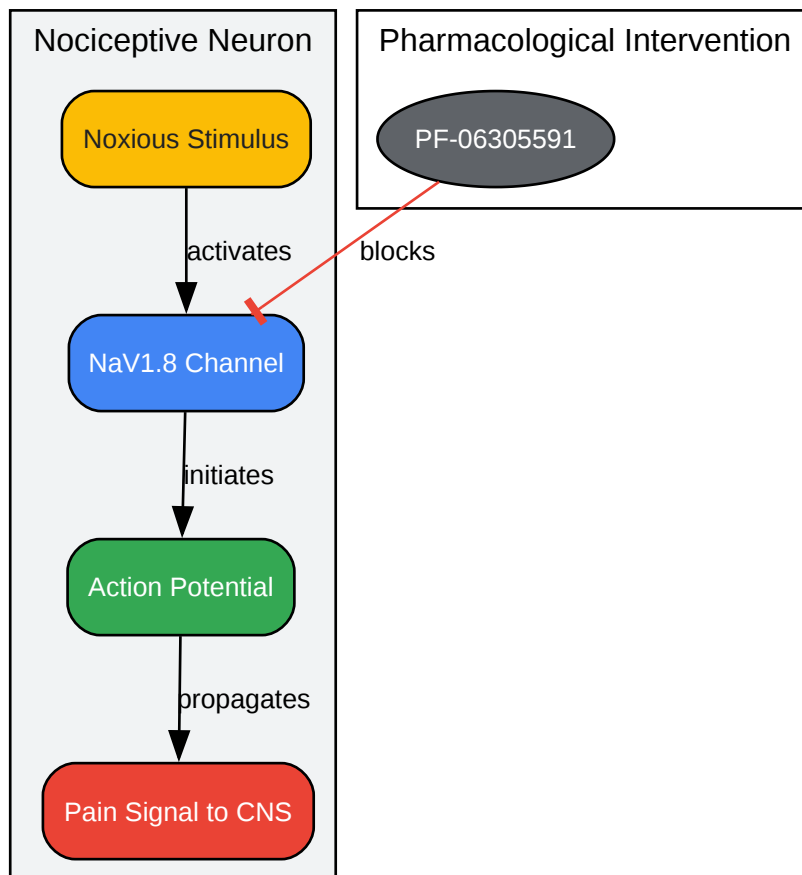 Nociceptive Neuron
Pharmacological Intervention
Noxious Stimulus
PF-06305591
activates
blocks
NaV1.8 Channel
initiates
Action Potential
propagates
Pain Signal to CNS